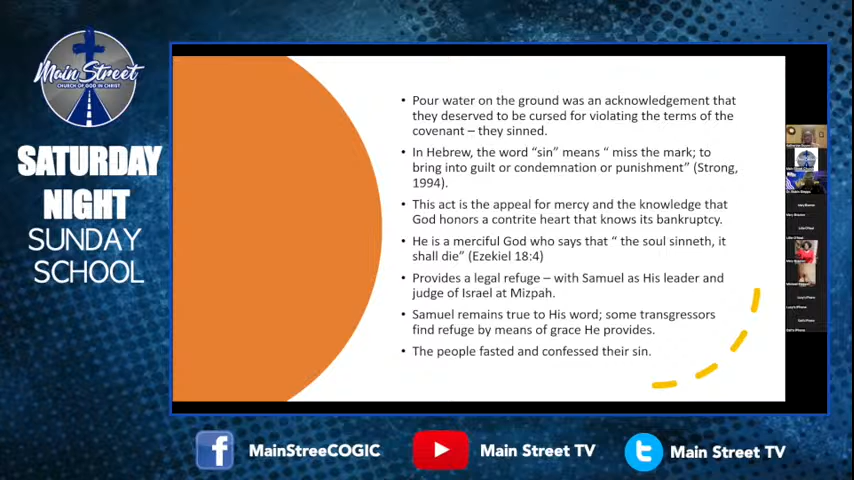 Main Street
CHURCH OF GOD IN CHRIST
SATURDAY
NIGHT
SUNDAY
SCHOOL
• Pour water on the ground was an acknowledgement that
they deserved to be cursed for violating the terms of the
covenant – they sinned.
• In Hebrew, the word “sin” means “ miss the mark; to
bring into guilt or condemnation or punishment” (Strong,
1994).
• This act is the appeal for mercy and the knowledge that
God honors a contrite heart that knows its bankruptcy.
• He is a merciful God who says that “ the soul sinneth, it
shall die” (Ezekiel 18:4)
• Provides a legal refuge – with Samuel as His leader and
judge of Israel at Mizpah.
• Samuel remains true to His word; some transgressors
find refuge by means of grace He provides.
• The people fasted and confessed their sin.
MainStreeCOGIC
Main Street TV
Main Street TV